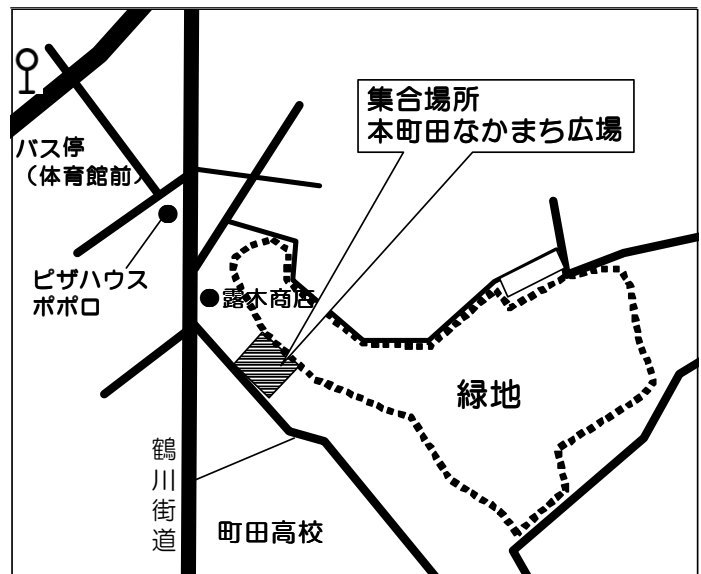 集合場所
本町田なかまち広場
バス停
（体育館前）
ピザハウス
ポポロ
露木商店
緑地
鶴川街道
町田高校